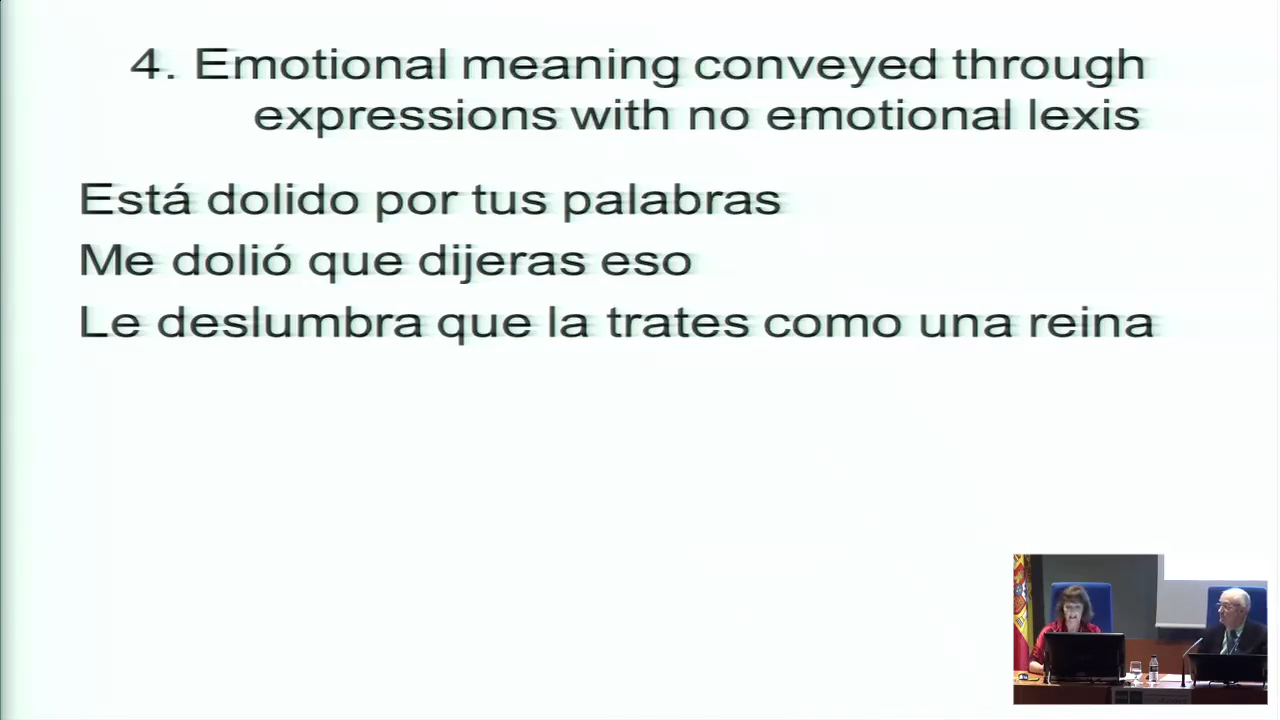 4. Emotional meaning conveyed through
expressions with no emotional lexis
Está dolido por tus palabras
Me dolió que dijeras eso
Le deslumbra que la trates como una reina